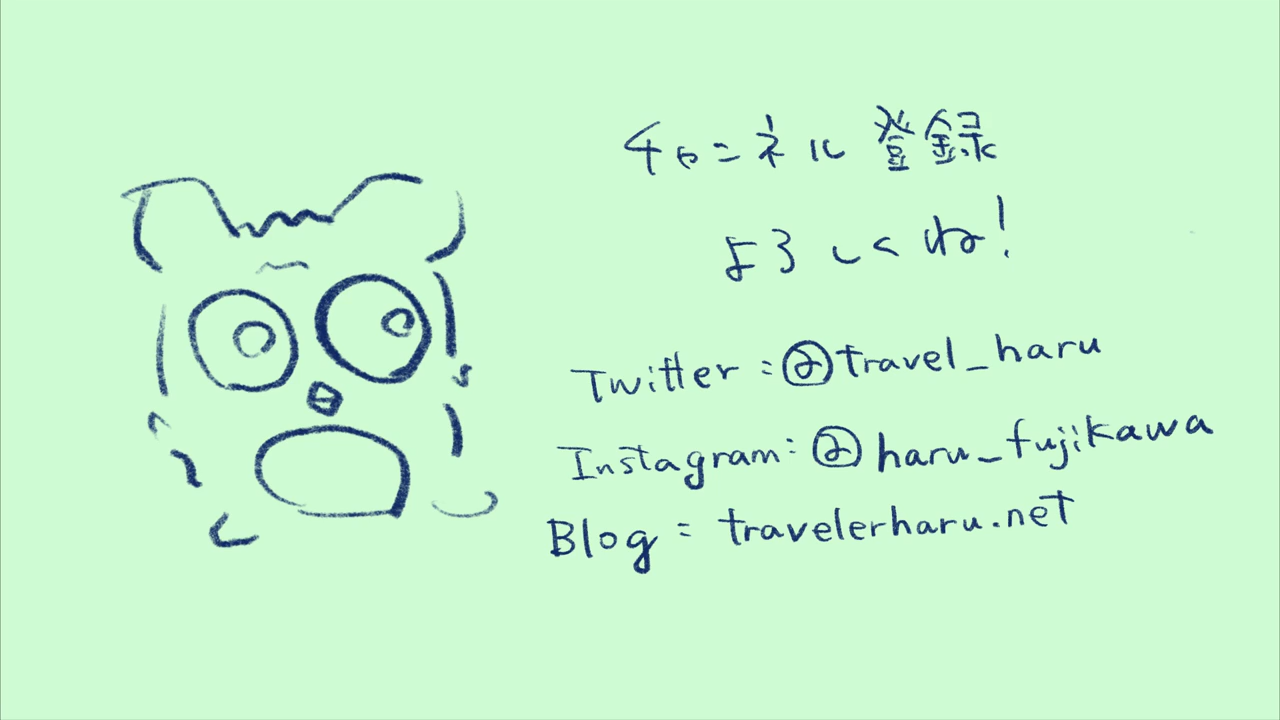 チャンネル登録
よろしくね!
Twitter:@travel_haru
Instagram:@haru_fujikawa
Blog:travelerharu.net